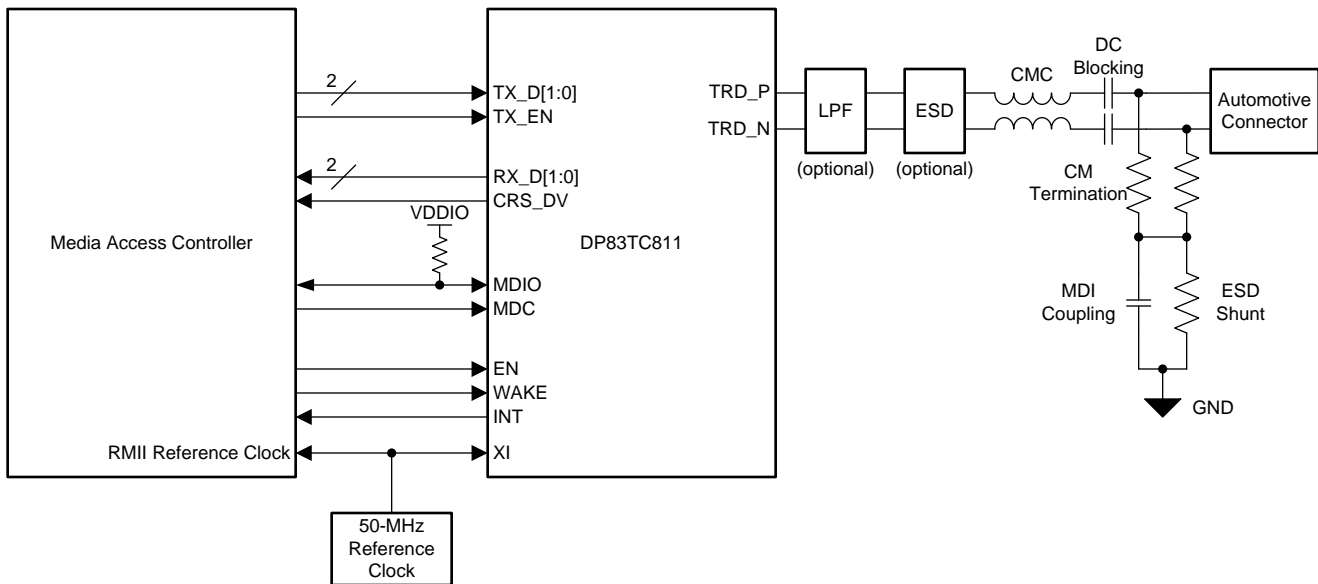 Media Access Controller
RMII Reference Clock
2
2
VDDIO
50-MHz
Reference
Clock
TX_D[1:0]
TX_EN
RX_D[1:0]
CRS_DV
MDIO
MDC
EN
WAKE
INT
XI
DP83TC811
TRD_P
TRD_N
LPF
(optional)
ESD
(optional)
CMC
DC
Blocking
Automotive
Connector
CM
Termination
MDI
Coupling
ESD
Shunt
GND